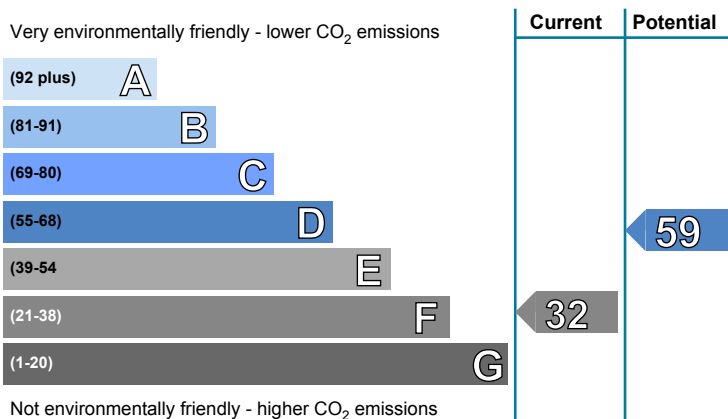 Current Potential
Very environmentally friendly - lower CO2 emissions
(92 plus) A
(81-91) B
(69-80) C
(55-68) D
59
(39-54 E
(21-38) F
32
(1-20) G
Not environmentally friendly - higher CO2 emissions